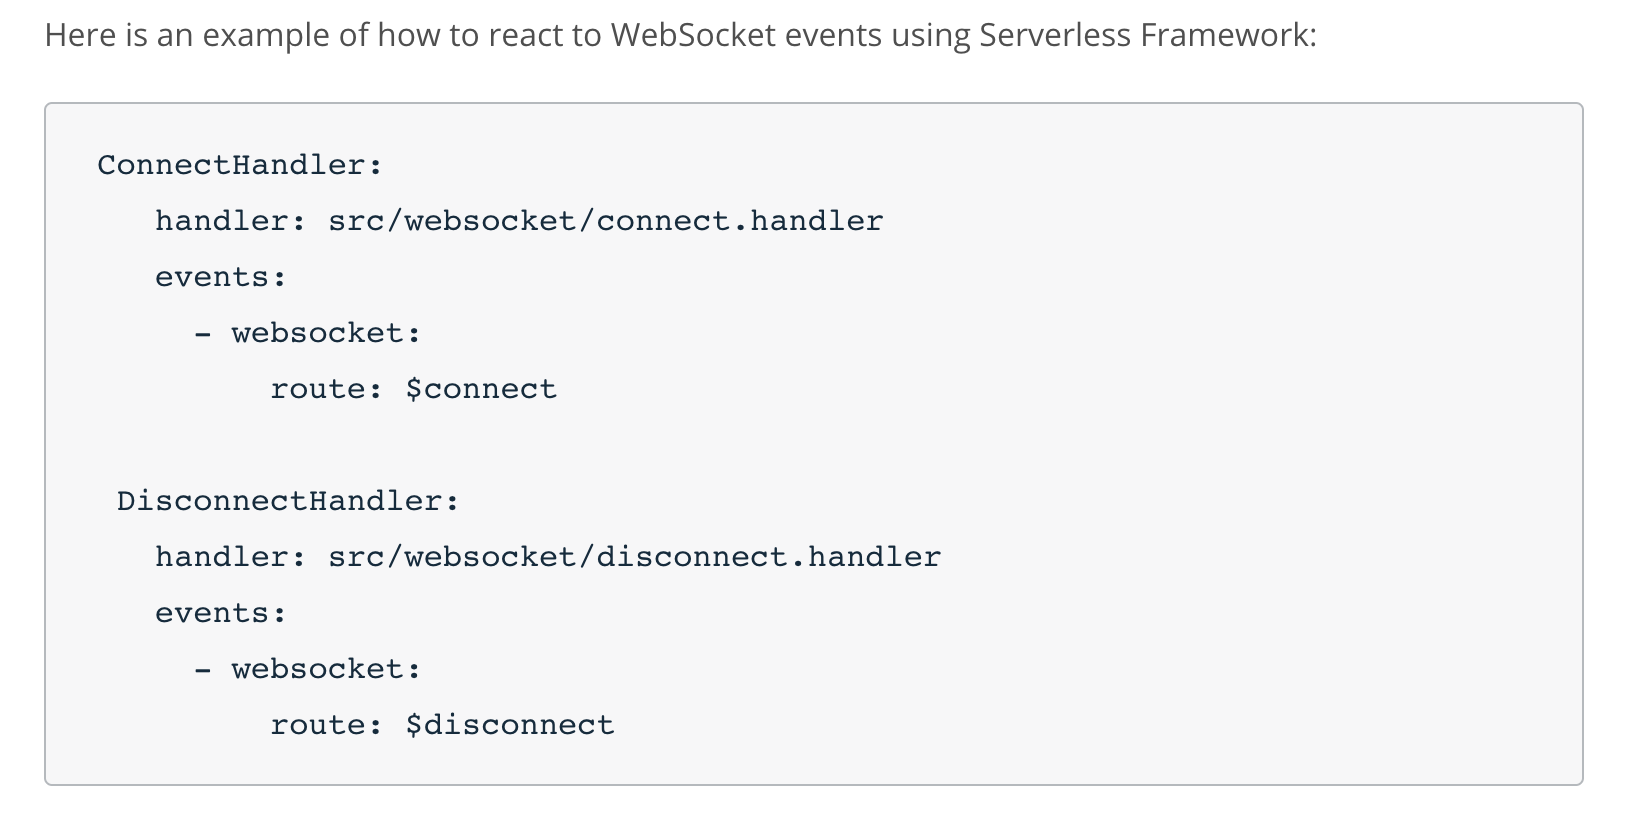 Here is an example of how to react to WebSocket events using Serverless Framework:
ConnectHandler:
   handler: src/websocket/connect.handler
   events:
     - websocket:
         route: $connect

 DisconnectHandler:
   handler: src/websocket/disconnect.handler
   events:
     - websocket:
         route: $disconnect